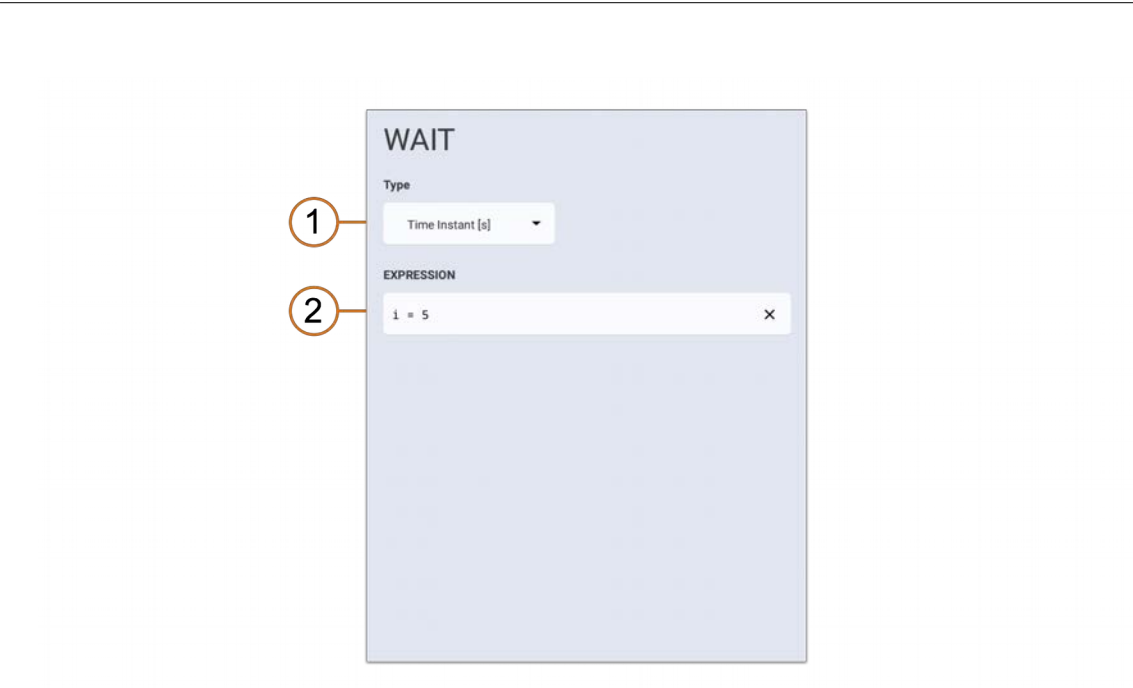 WAIT
Type
1
Time Instant [s]
EXPRESSION
2
i = 5 ×